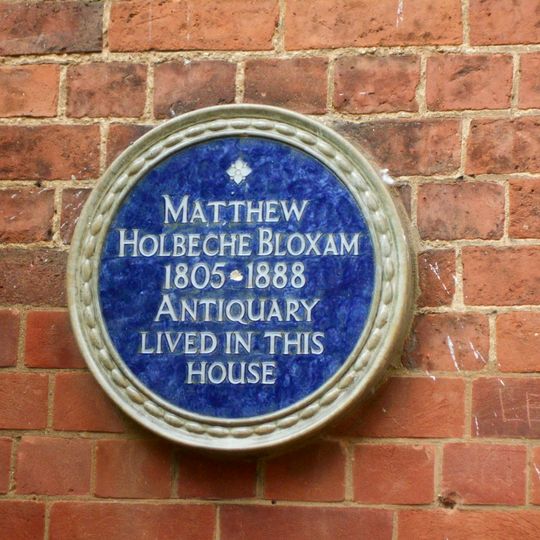 MATTHEW
HOLBECHE BLOXAM
1805 · 1888
ANTIQUARY
LIVED IN THIS
HOUSE